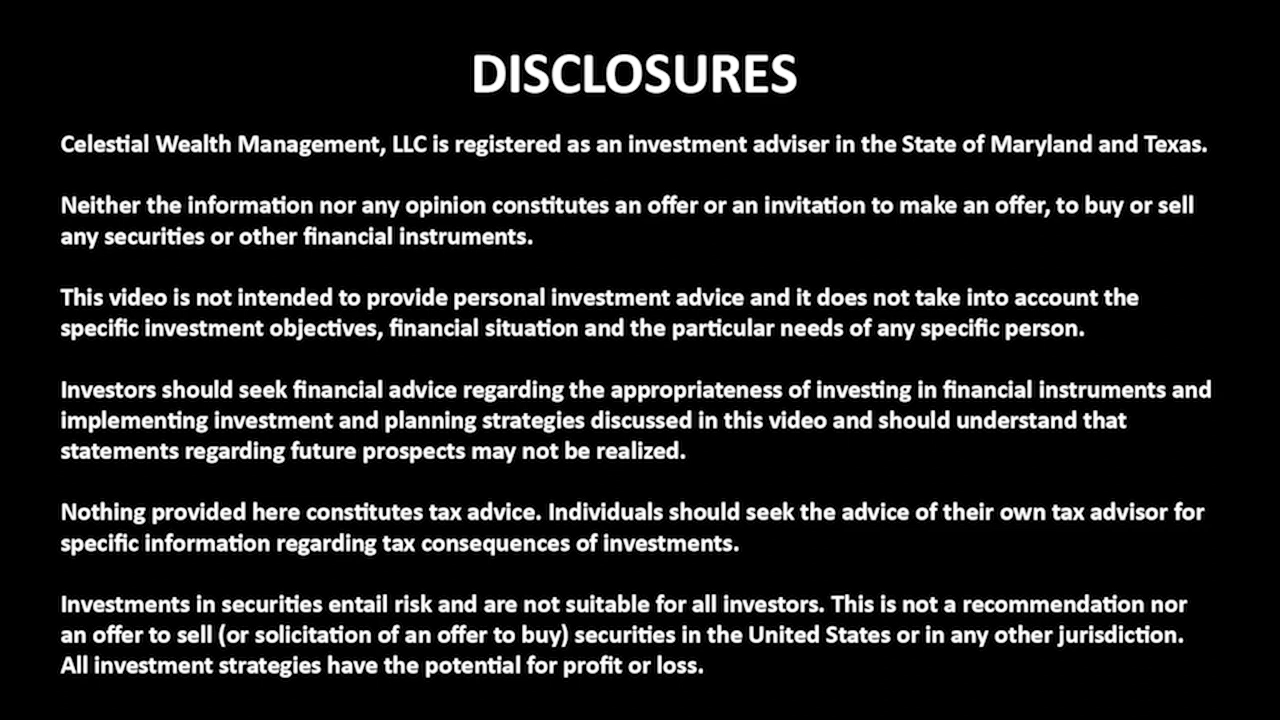 DISCLOSURES
Celestial Wealth Management, LLC is registered as an investment adviser in the State of Maryland and Texas.
Neither the information nor any opinion constitutes an offer or an invitation to make an offer, to buy or sell
any securities or other financial instruments.
This video is not intended to provide personal investment advice and it does not take into account the
specific investment objectives, financial situation and the particular needs of any specific person.
Investors should seek financial advice regarding the appropriateness of investing in financial instruments and
implementing investment and planning strategies discussed in this video and should understand that
statements regarding future prospects may not be realized.
Nothing provided here constitutes tax advice. Individuals should seek the advice of their own tax advisor for
specific information regarding tax consequences of investments.
Investments in securities entail risk and are not suitable for all investors. This is not a recommendation nor
an offer to sell (or solicitation of an offer to buy) securities in the United States or in any other jurisdiction.
All investment strategies have the potential for profit or loss.